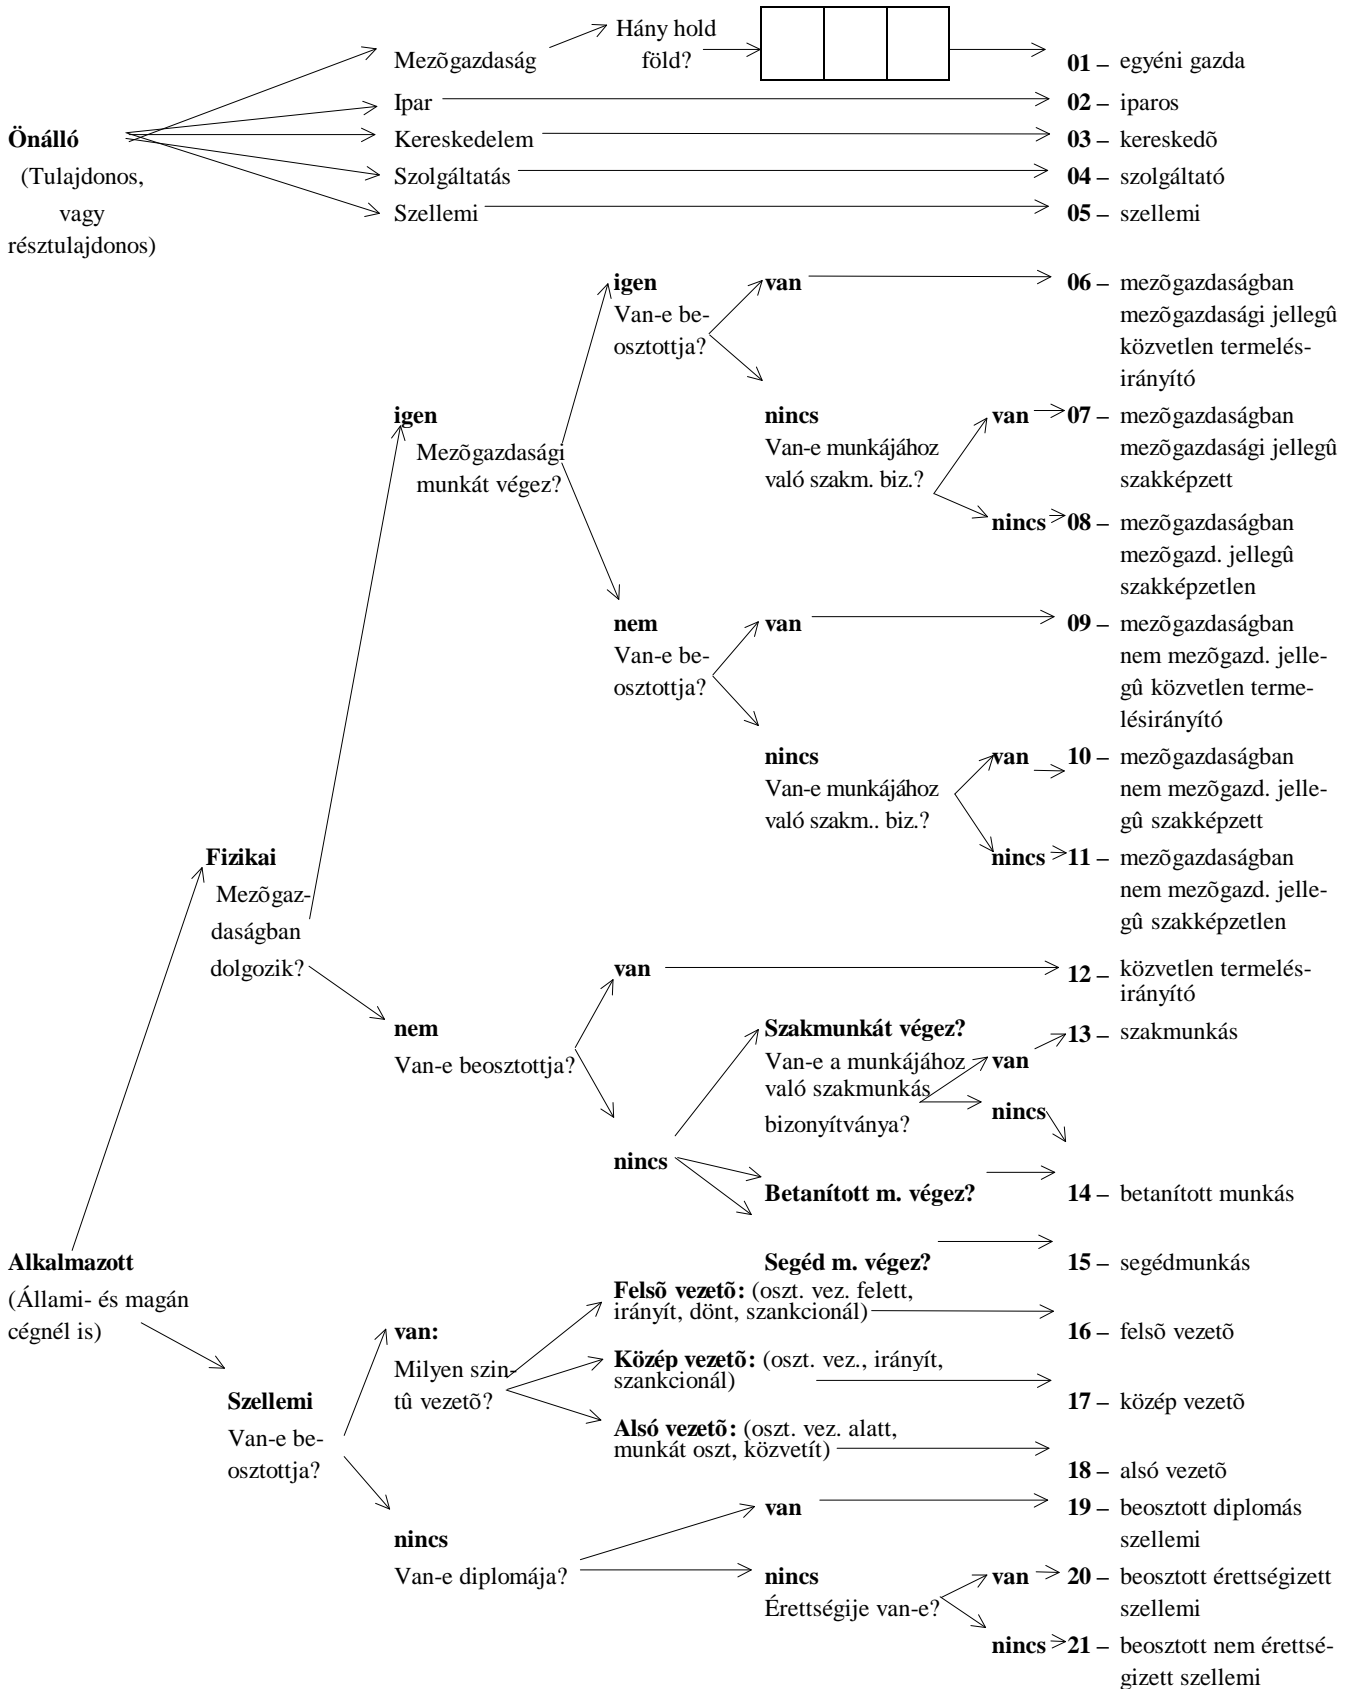 Hány hold
földʔ
Mezõgazdaság
01 – egyéni gazda
Ipar
02 – iparos
Önálló
Kereskedelem
03 – kereskedõ
(Tulajdonos,
Szolgáltatás
04 – szolgáltató
vagy
Szellemi
05 – szellemi
résztulajdonos)
igen
Van-e be-
osztottja?
van
06 – mezõgazdaságban
mezõgazdasági jellegû
közvetlen termelés-
irányító
igen
Mezõgazdasági
munkát végez?
nincs
Van-e munkájához
való szakm. biz.?
van
07 – mezõgazdaságban
mezõgazdasági jellegû
szakképzett
nincs
08 – mezõgazdaságban
mezõgazd. jellegû
szakképzetlen
nem
Van-e be-
osztottja?
van
09 – mezõgazdaságban
nem mezõgazd. jelle-
gû közvetlen terme-
lésirányító
nincs
Van-e munkájához
való szakm.. biz.?
van
10 – mezõgazdaságban
nem mezõgazd. jelle-
gû szakképzett
nincs
11 – mezõgazdaságban
nem mezõgazd. jelle-
gû szakképzetlen
Fizikai
Mezõgaz-
daságban
dolgozik?
nem
Van-e beosztottja?
van
12 – közvetlen termelés-
irányító
nincs
Szakmunkát végez?
Van-e a munkájához
való szakmunkás
bizonyítványa?
van
13 – szakmunkás
nincs
Betanított m. végez?
14 – betanított munkás
Segéd m. végez?
15 – segédmunkás
Alkalmazott
(Állami- és magán
cégnél is)
Szellemi
Van-e be-
osztottja?
van:
Milyen szin-
tû vezetõ?
Felsõ vezetõ: (oszt. vez. felett,
irányít, dönt, szankcionál)
16 – felsõ vezetõ
Közép vezetõ: (oszt. vez., irányít,
szankcionál)
17 – közép vezetõ
Alsó vezetõ: (oszt. vez. alatt,
munkát oszt, közvetít)
18 – alsó vezetõ
nincs
Van-e diplomája?
van
19 – beosztott diplomás
szellemi
nincs
Érettségije van-e?
van
20 – beosztott érettségizett
szellemi
nincs
21 – beosztott nem érettsé-
gizett szellemi